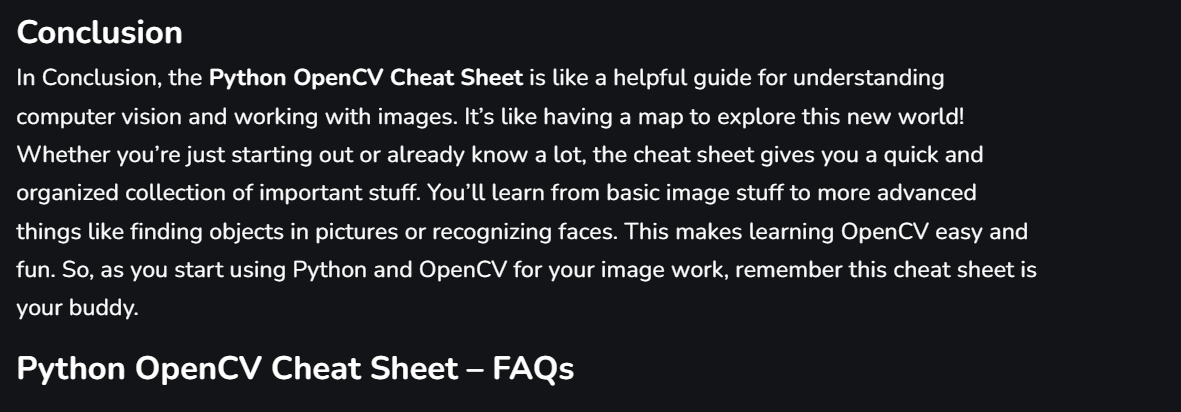 Conclusion
In Conclusion, the Python OpenCV Cheat Sheet is like a helpful guide for understanding
computer vision and working with images. It’s like having a map to explore this new world!
Whether you’re just starting out or already know a lot, the cheat sheet gives you a quick and
organized collection of important stuff. You’ll learn from basic image stuff to more advanced
things like finding objects in pictures or recognizing faces. This makes learning OpenCV easy and
fun. So, as you start using Python and OpenCV for your image work, remember this cheat sheet is
your buddy.
Python OpenCV Cheat Sheet – FAQs